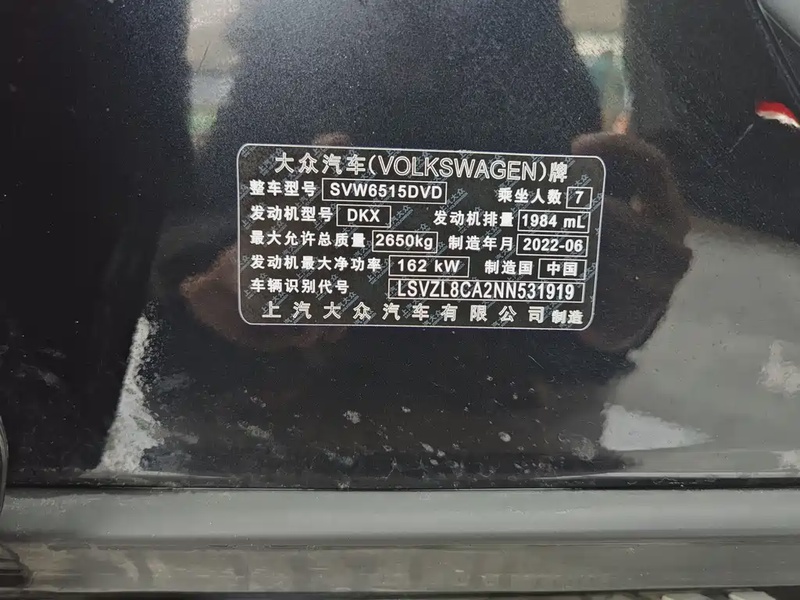 大众汽车(VOLKSWAGEN)牌
整车型号 SVW6515DVD 乘坐人数 7
发动机型号 DKX 发动机排量 1984 mL
最大允许总质量 2650kg 制造年月 2022-06
发动机最大净功率 162 kW 制造国 中国
车辆识别代号 LSVZL8CA2NN531919
上汽大众汽车有限公司制造